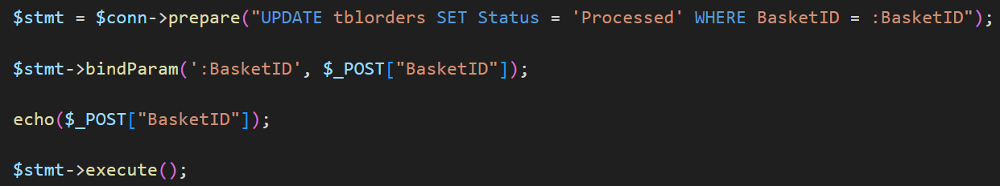 $stmt = $conn->prepare("UPDATE tblorders SET Status = 'Processed' WHERE BasketID = :BasketID");
$stmt->bindParam(':BasketID', $_POST["BasketID"]);
echo($_POST["BasketID"]);
$stmt->execute();